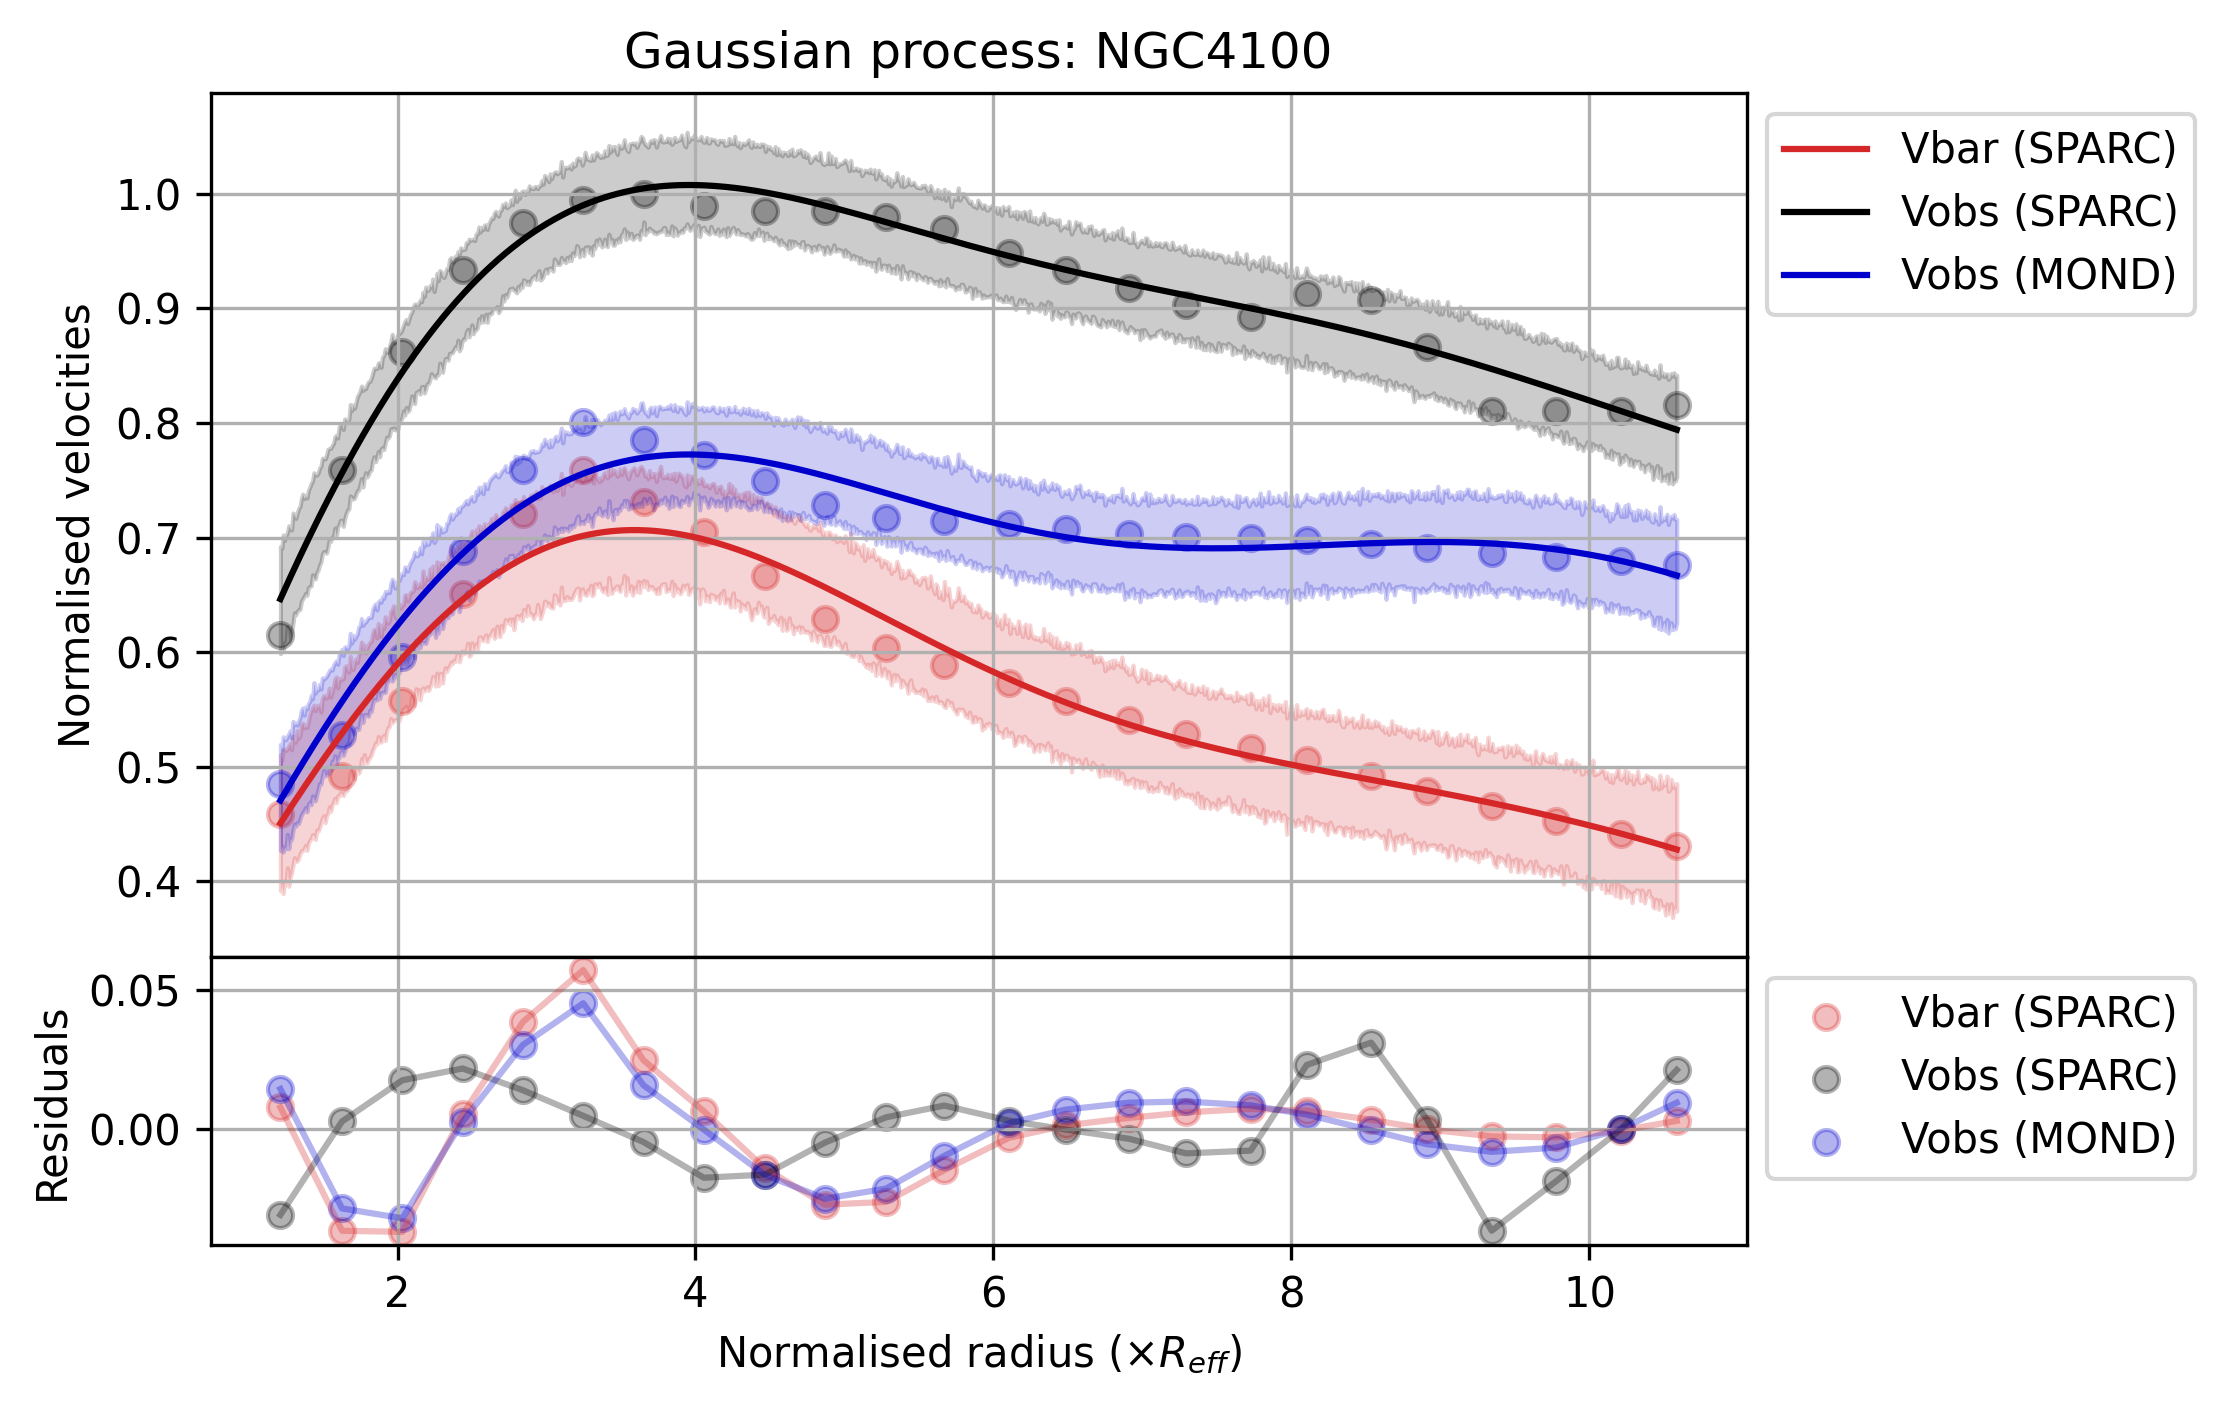 Gaussian process: NGC4100
Normalised velocities
1.0
0.9
0.8
0.7
0.6
0.5
0.4
Vbar (SPARC)
Vobs (SPARC)
Vobs (MOND)
Residuals
0.05
0.00
Vbar (SPARC)
Vobs (SPARC)
Vobs (MOND)
2 4 6 8 10
Normalised radius (×R_eff)